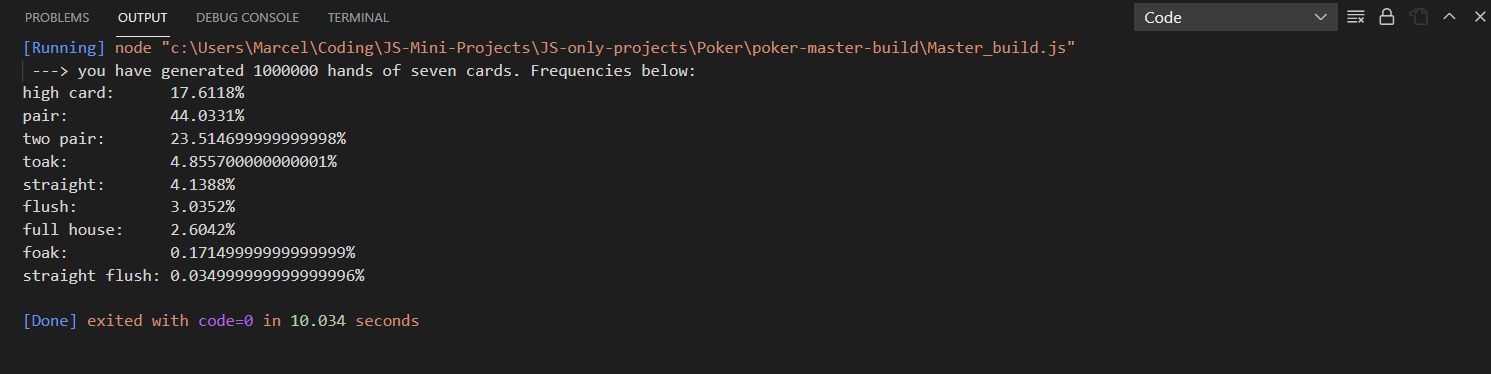 PROBLEMS OUTPUT DEBUG CONSOLE TERMINAL Code
[Running] node "c:\Users\Marcel\Coding\JS-Mini-Projects\JS-only-projects\Poker\poker-master-build\Master_build.js"
---> you have generated 1000000 hands of seven cards. Frequencies below:
high card: 17.6118%
pair: 44.0331%
two pair: 23.514699999999998%
toak: 4.855700000000001%
straight: 4.1388%
flush: 3.0352%
full house: 2.6042%
foak: 0.17149999999999999%
straight flush: 0.034999999999999996%
[Done] exited with code=0 in 10.034 seconds